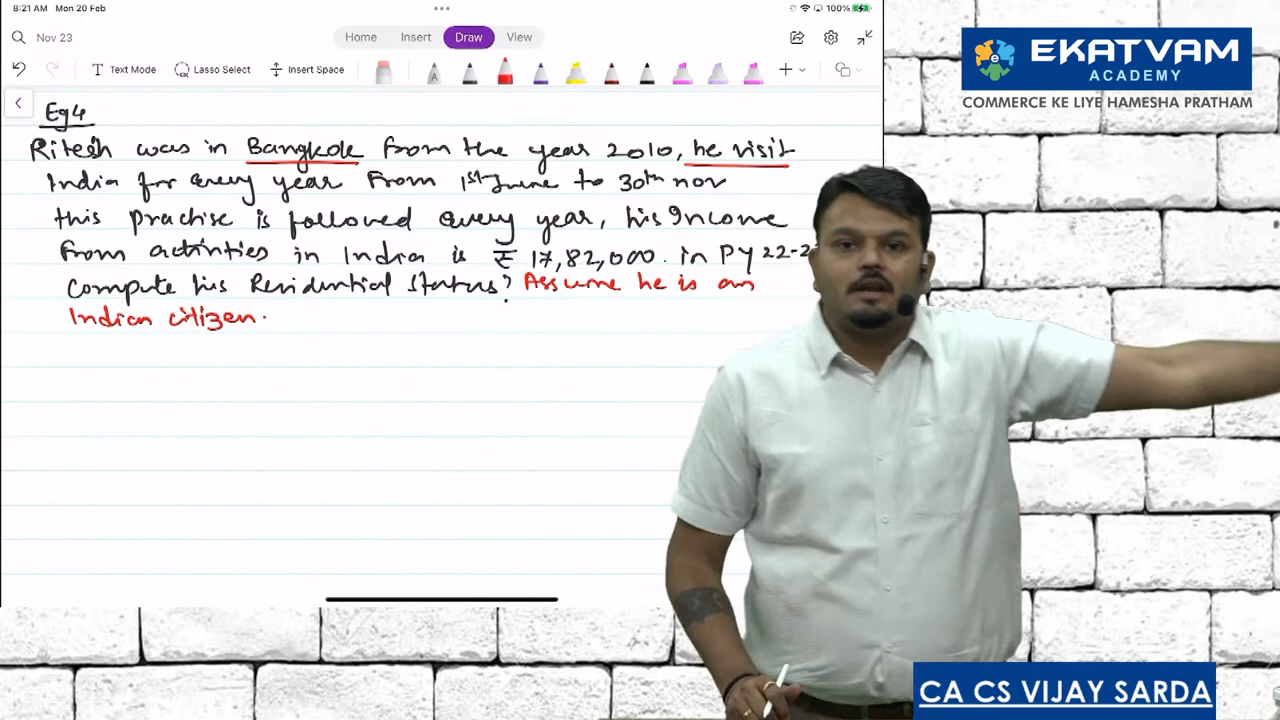 8:21 AM Mon 20 Feb
100%
Nov 23
Home Insert Draw View
Text Mode Lasso Select Insert Space
EKATVAM
ACADEMY
COMMERCE KE LIYE HAMESHA PRATHAM
Eg 4
Ritesh was in Bangkok from the year 2010, he visit
India for every year from 1st June to 30th nov
this practise is followed every year, his Income
from activities in India is ₹ 17,82,000. in PY 22-2
compute his Residential Status? Assume he is an
Indian citizen.
CA CS VIJAY SARDA